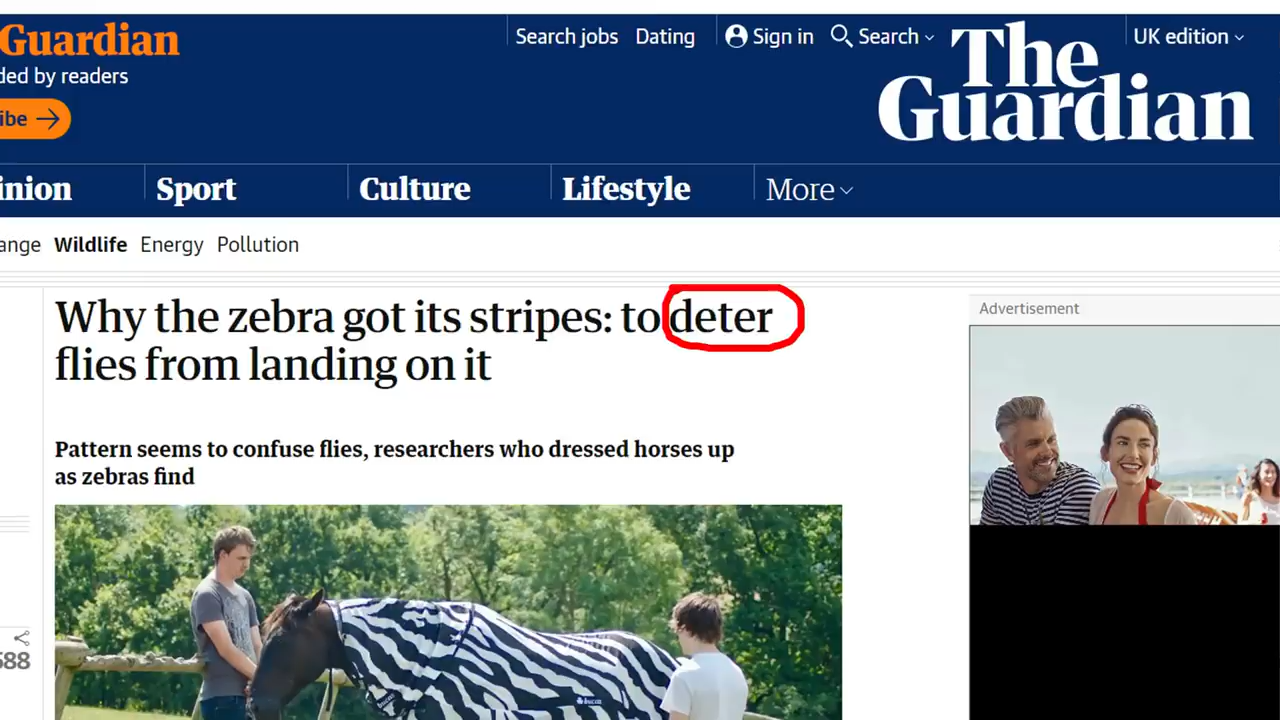 Guardian
ded by readers
ibe
Search jobs Dating Sign in Search UK edition
The
Guardian
inion Sport Culture Lifestyle More
ange Wildlife Energy Pollution
Why the zebra got its stripes: to deter
flies from landing on it
Pattern seems to confuse flies, researchers who dressed horses up
as zebras find
Advertisement
588